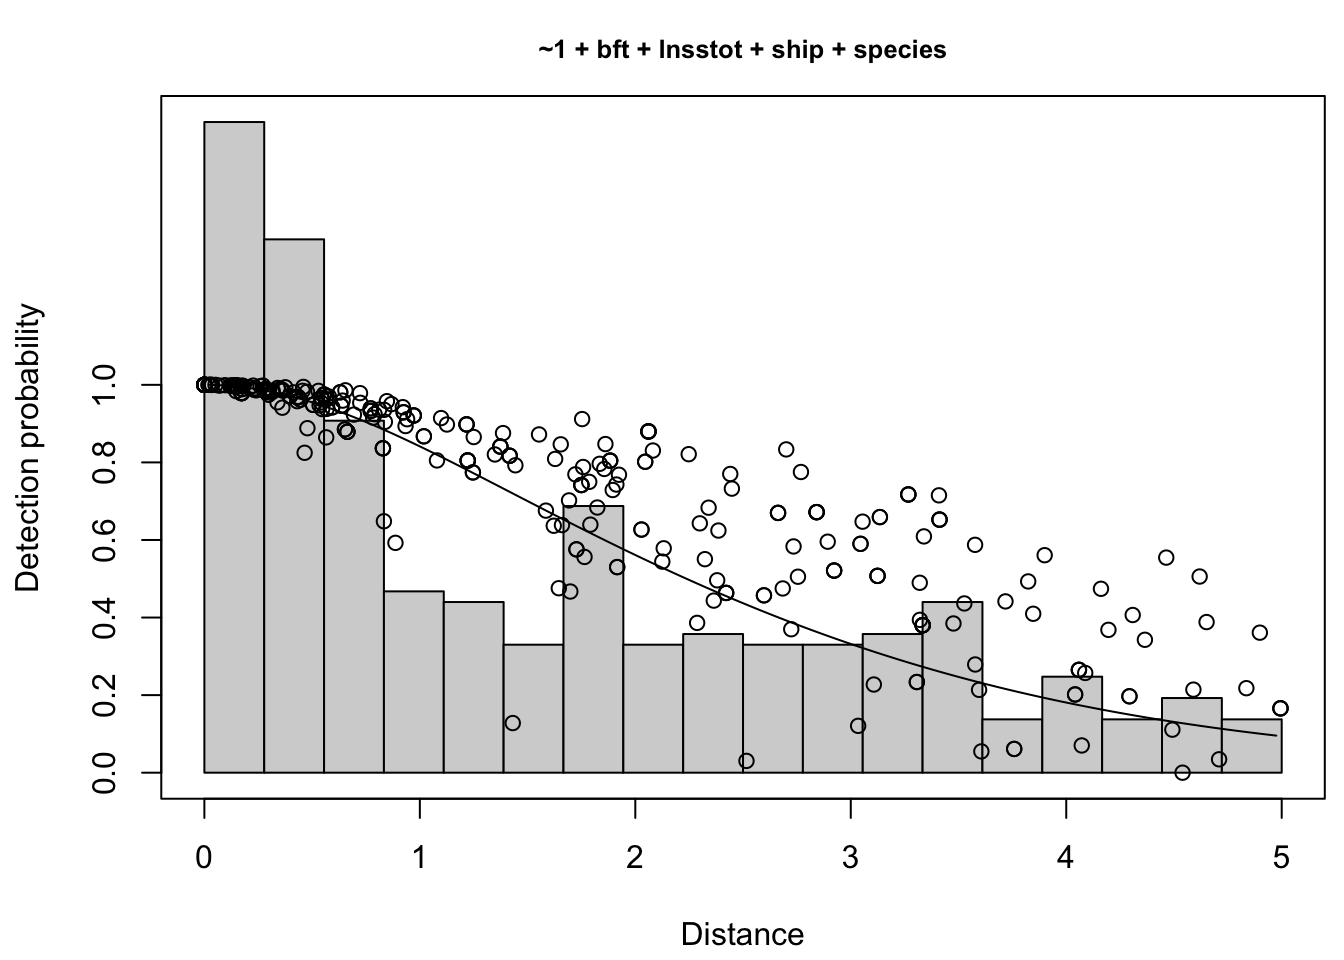 ~1 + bft + lnsstot + ship + species
Detection probability
1.0
0.8
0.6
0.4
0.2
0.0
0 1 2 3 4 5
Distance